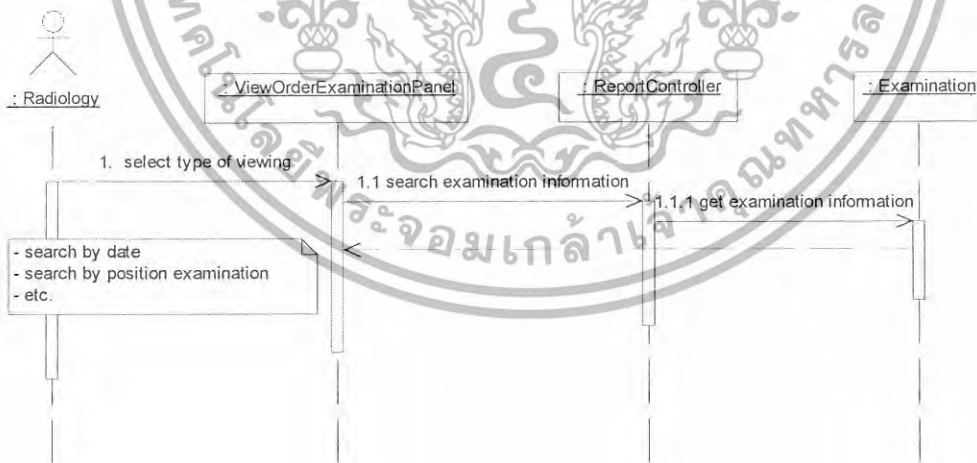 : Radiology
: ViewOrderExaminationPanel
: ReportController
: Examination
1. select type of viewing
1.1 search examination information
1.1.1 get examination information
- search by date
- search by position examination
- etc.